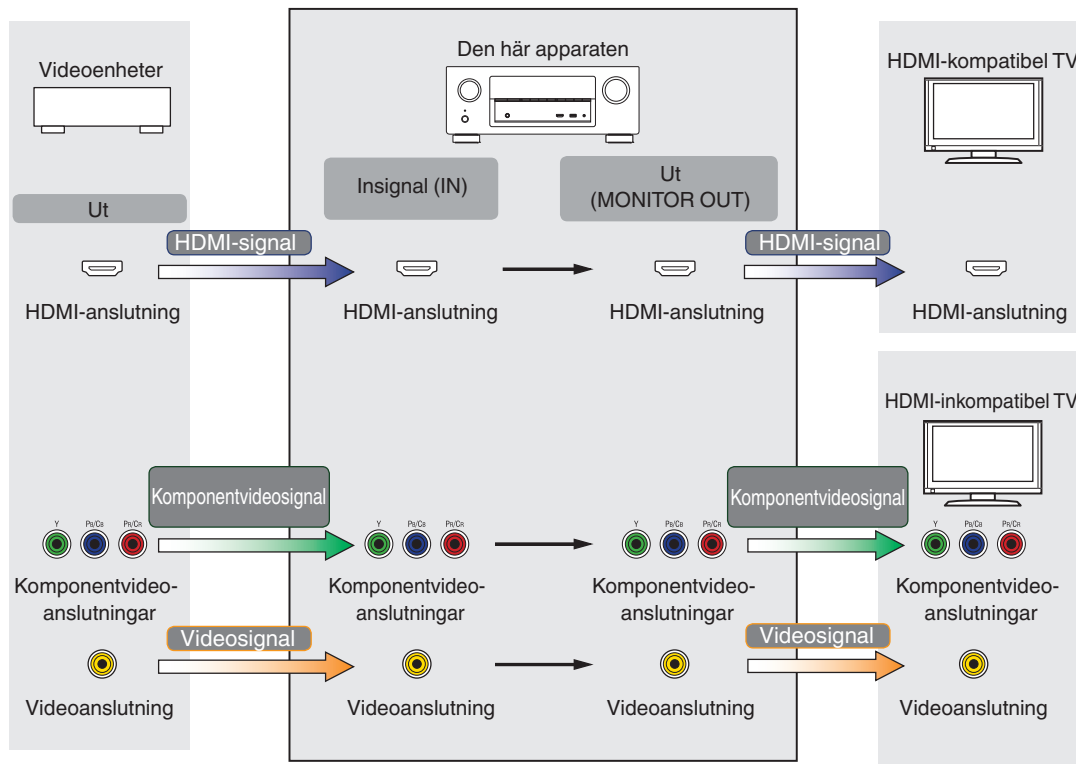 Videoenheter
Den här apparaten
HDMI-kompatibel TV
Insignal (IN)
Ut
(MONITOR OUT)
Ut
HDMI-signal
HDMI-signal
HDMI-anslutning
HDMI-anslutning
HDMI-anslutning
HDMI-anslutning
HDMI-inkompatibel TV
Komponentvideosignal
Komponentvideosignal
Y PB/CB PR/CR
Y PB/CB PR/CR
Y PB/CB PR/CR
Y PB/CB PR/CR
Komponentvideo-
anslutningar
Komponentvideo-
anslutningar
Komponentvideo-
anslutningar
Komponentvideo-
anslutningar
Videosignal
Videosignal
Videoanslutning
Videoanslutning
Videoanslutning
Videoanslutning